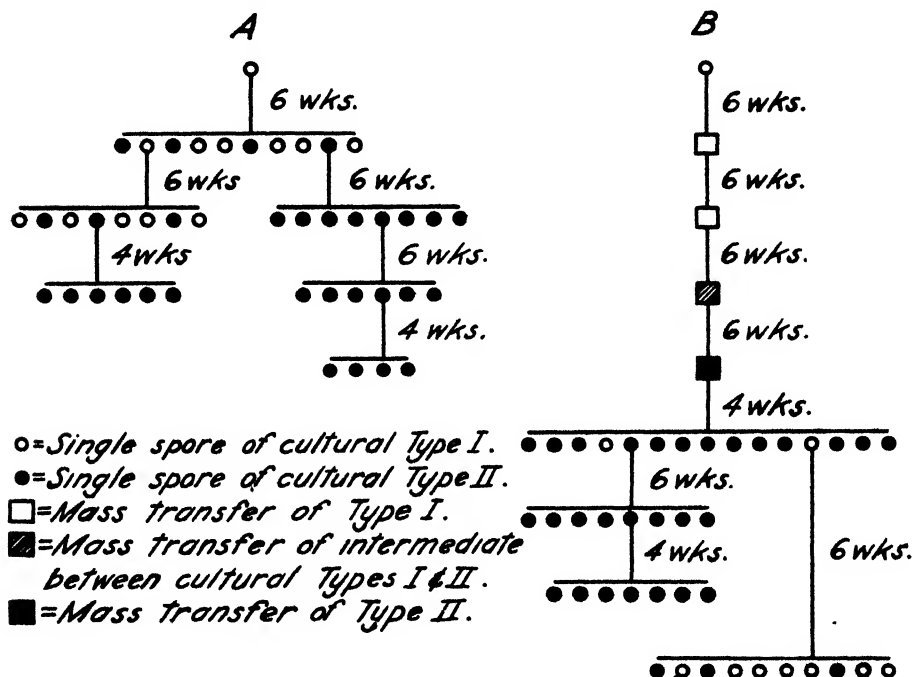 A
6 wks.
6 wks
6 wks.
4 wks
6 wks.
4 wks.
B
6 wks.
6 wks.
6 wks.
6 wks.
4 wks.
6 wks.
4 wks.
6 wks.
o=Single spore of cultural Type I.
●=Single spore of cultural Type II.
□=Mass transfer of Type I.
▨=Mass transfer of intermediate
between cultural Types I & II.
■=Mass transfer of Type II.